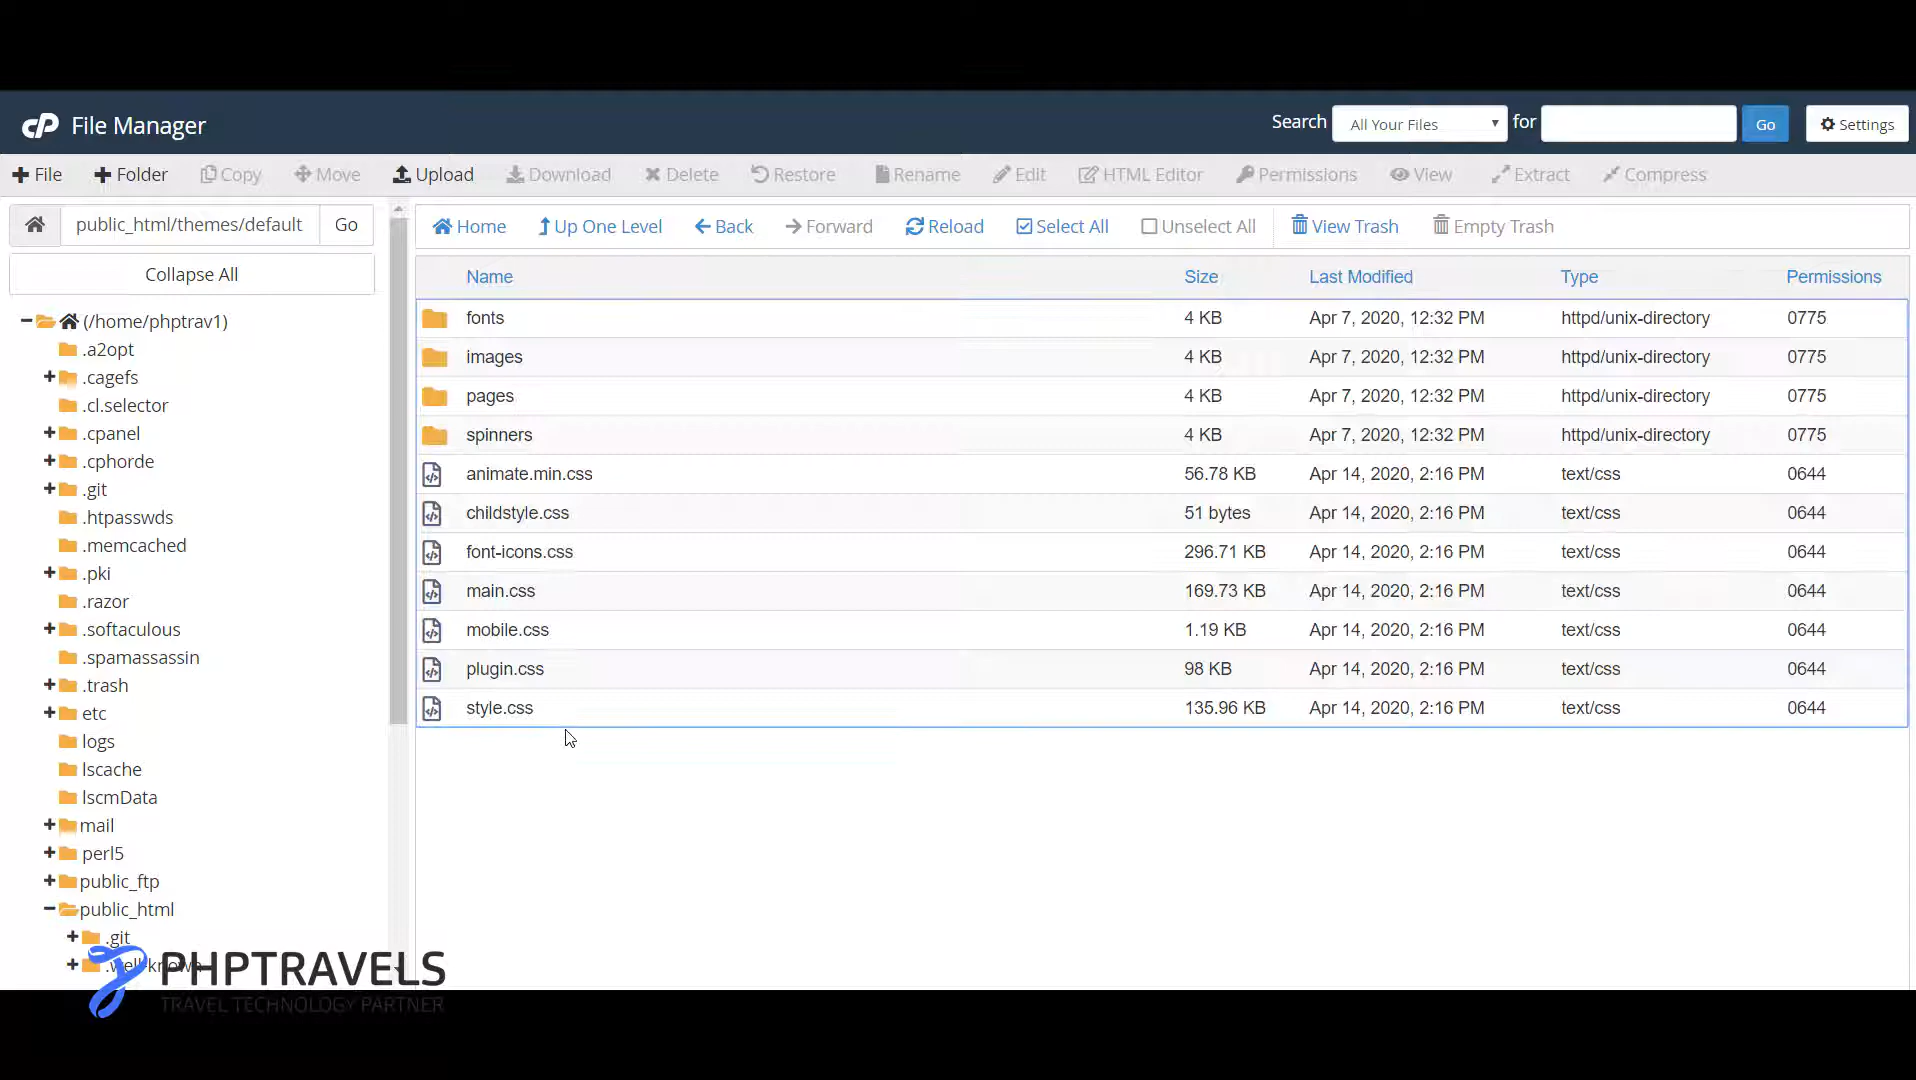 cP File Manager
Search All Your Files for Go Settings
File Folder Copy Move Upload Download Delete Restore Rename Edit HTML Editor Permissions View Extract Compress
public_html/themes/default Go
Home Up One Level Back Forward Reload Select All Unselect All View Trash Empty Trash
Collapse All
(/home/phptrav1)
.a2opt
.cagefs
.cl.selector
.cpanel
.cphorde
.git
.htpasswds
.memcached
.pki
.razor
.softaculous
.spamassassin
.trash
etc
logs
lscache
lscmData
mail
perl5
public_ftp
public_html
.git
.well-known
Name Size Last Modified Type Permissions
fonts 4 KB Apr 7, 2020, 12:32 PM httpd/unix-directory 0775
images 4 KB Apr 7, 2020, 12:32 PM httpd/unix-directory 0775
pages 4 KB Apr 7, 2020, 12:32 PM httpd/unix-directory 0775
spinners 4 KB Apr 7, 2020, 12:32 PM httpd/unix-directory 0775
animate.min.css 56.78 KB Apr 14, 2020, 2:16 PM text/css 0644
childstyle.css 51 bytes Apr 14, 2020, 2:16 PM text/css 0644
font-icons.css 296.71 KB Apr 14, 2020, 2:16 PM text/css 0644
main.css 169.73 KB Apr 14, 2020, 2:16 PM text/css 0644
mobile.css 1.19 KB Apr 14, 2020, 2:16 PM text/css 0644
plugin.css 98 KB Apr 14, 2020, 2:16 PM text/css 0644
style.css 135.96 KB Apr 14, 2020, 2:16 PM text/css 0644
PHPTRAVELS
TRAVEL TECHNOLOGY PARTNER